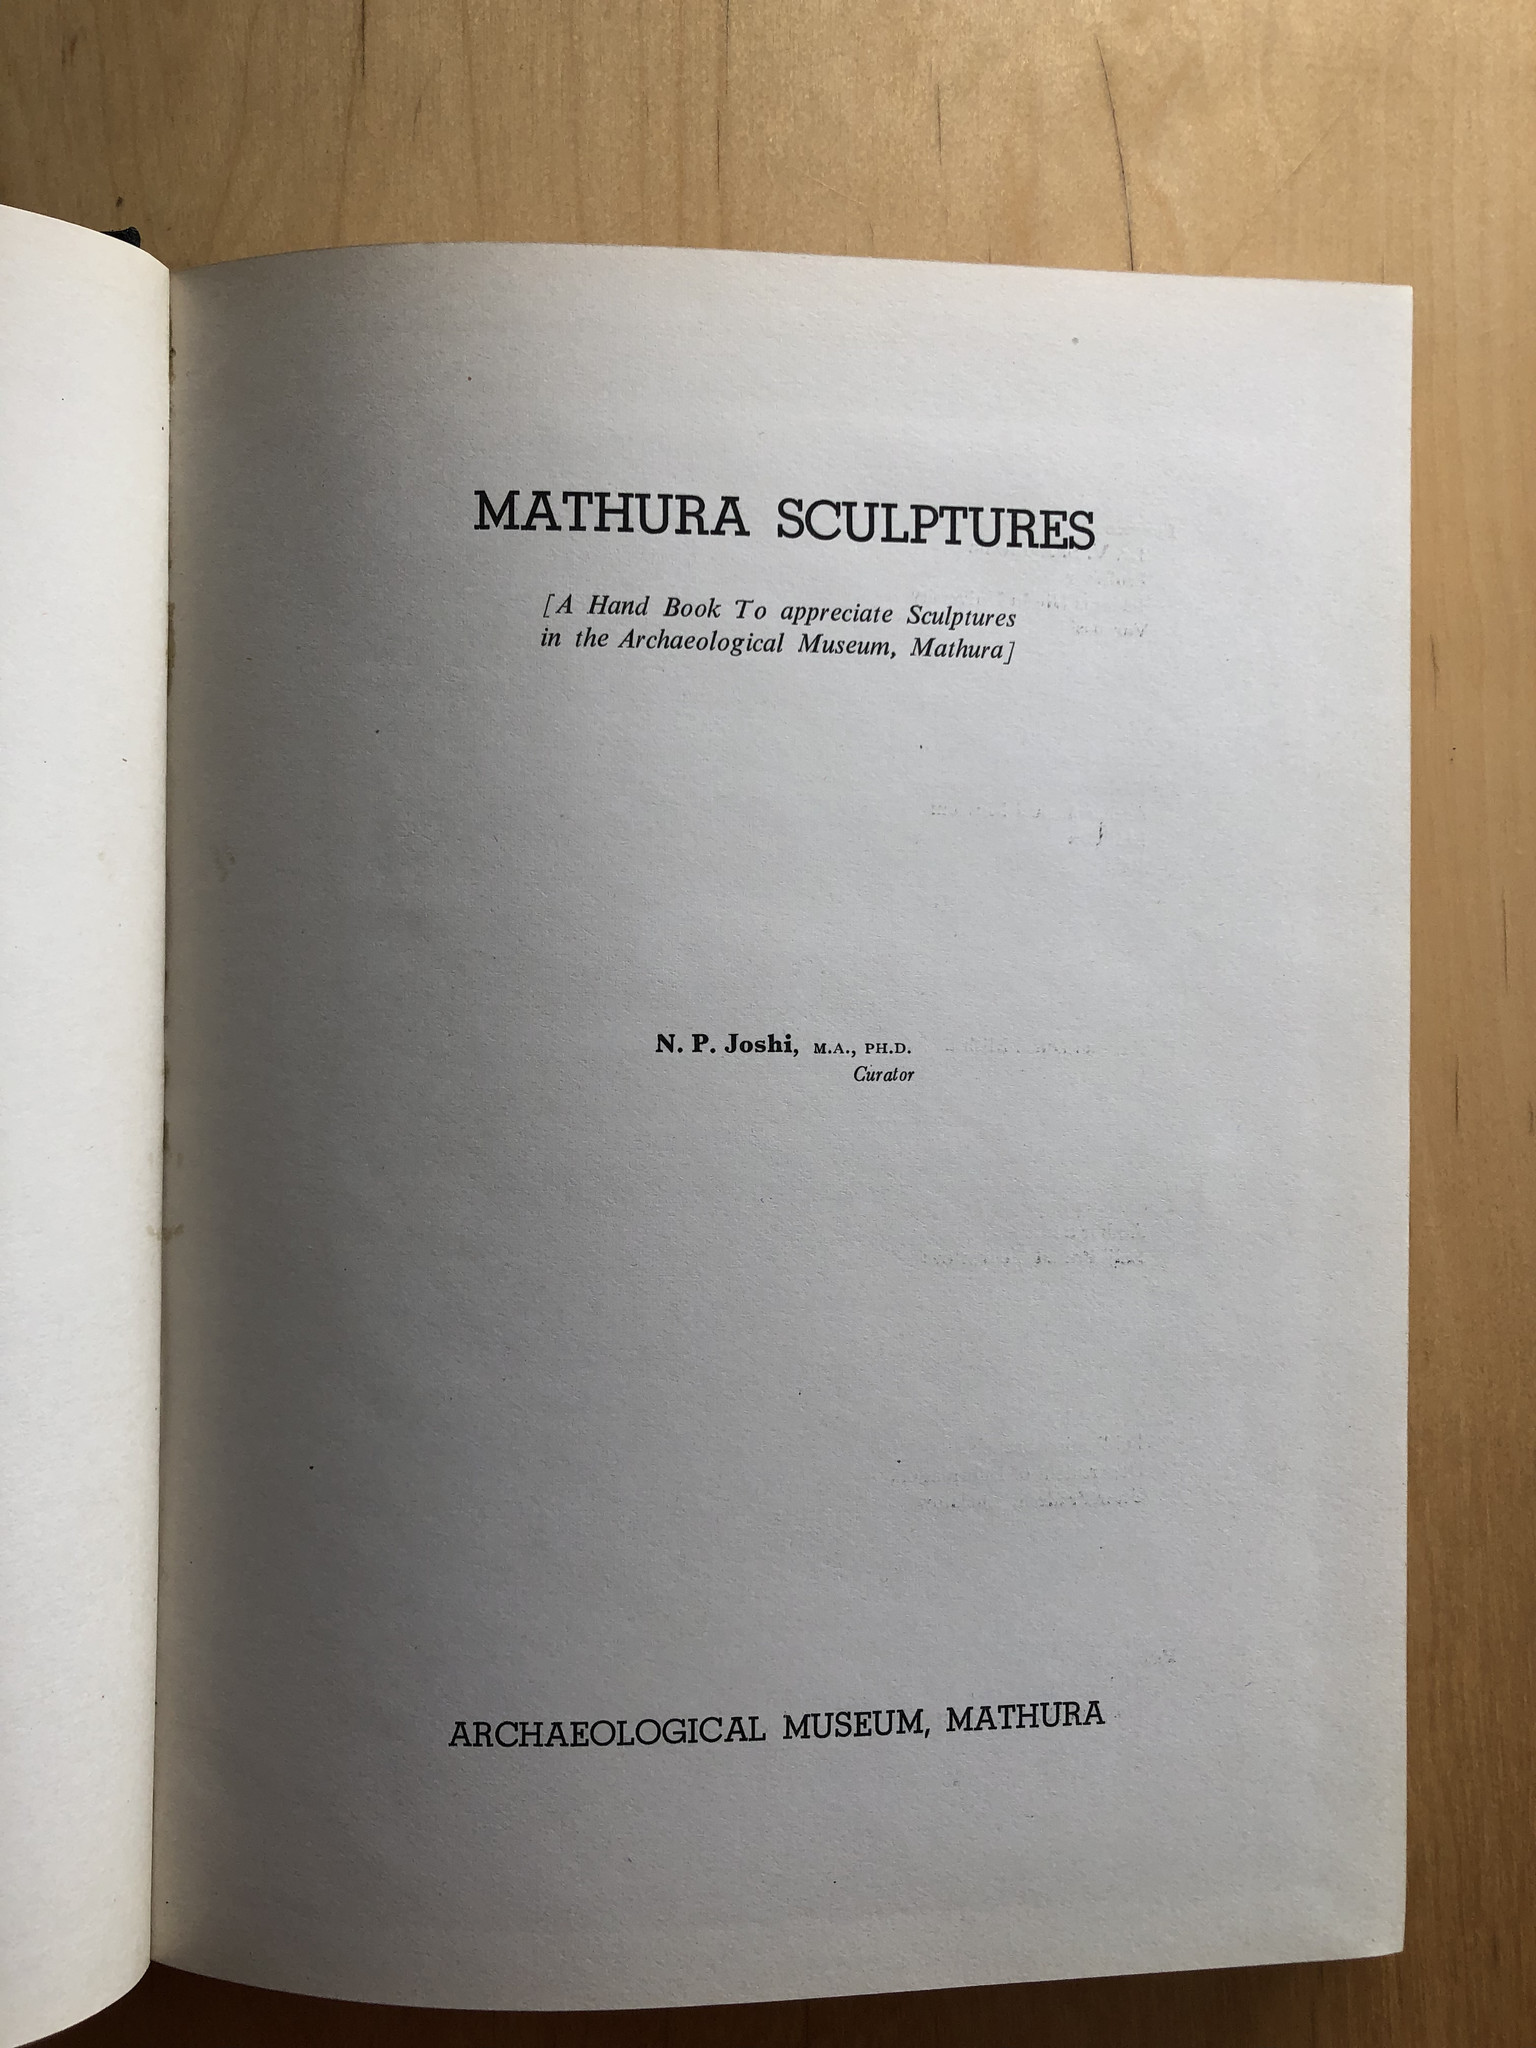 MATHURA SCULPTURES
[A Hand Book To appreciate Sculptures
in the Archaeological Museum, Mathura]
N. P. Joshi, M.A., PH.D.
Curator
ARCHAEOLOGICAL MUSEUM, MATHURA